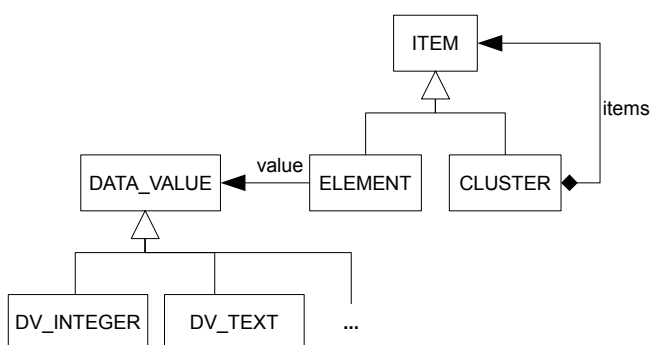 ITEM
items
DATA_VALUE
value
ELEMENT
CLUSTER
DV_INTEGER
DV_TEXT
...